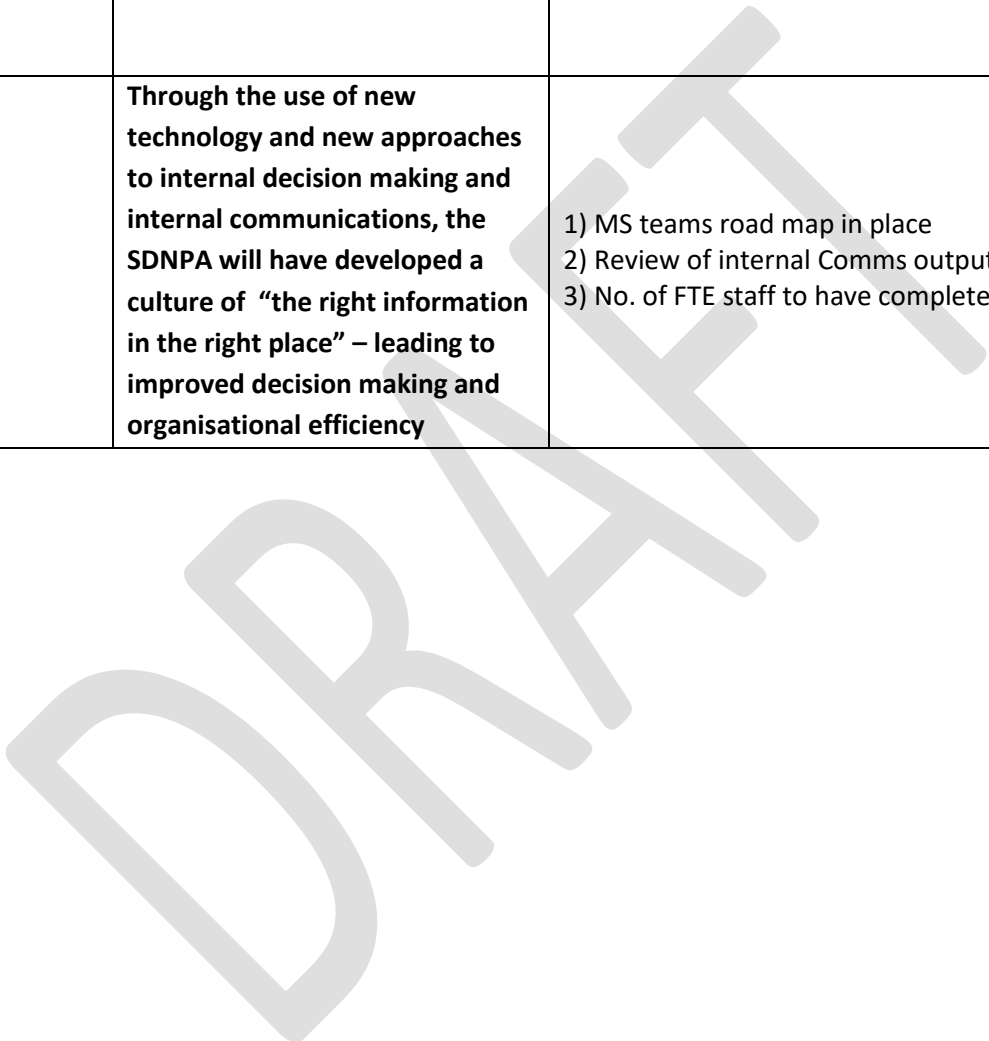 Through the use of new
technology and new approaches
to internal decision making and
internal communications, the
SDNPA will have developed a
culture of “the right information
in the right place” – leading to
improved decision making and
organisational efficiency
1) MS teams road map in place
2) Review of internal Comms output
3) No. of FTE staff to have complete
DRAFT